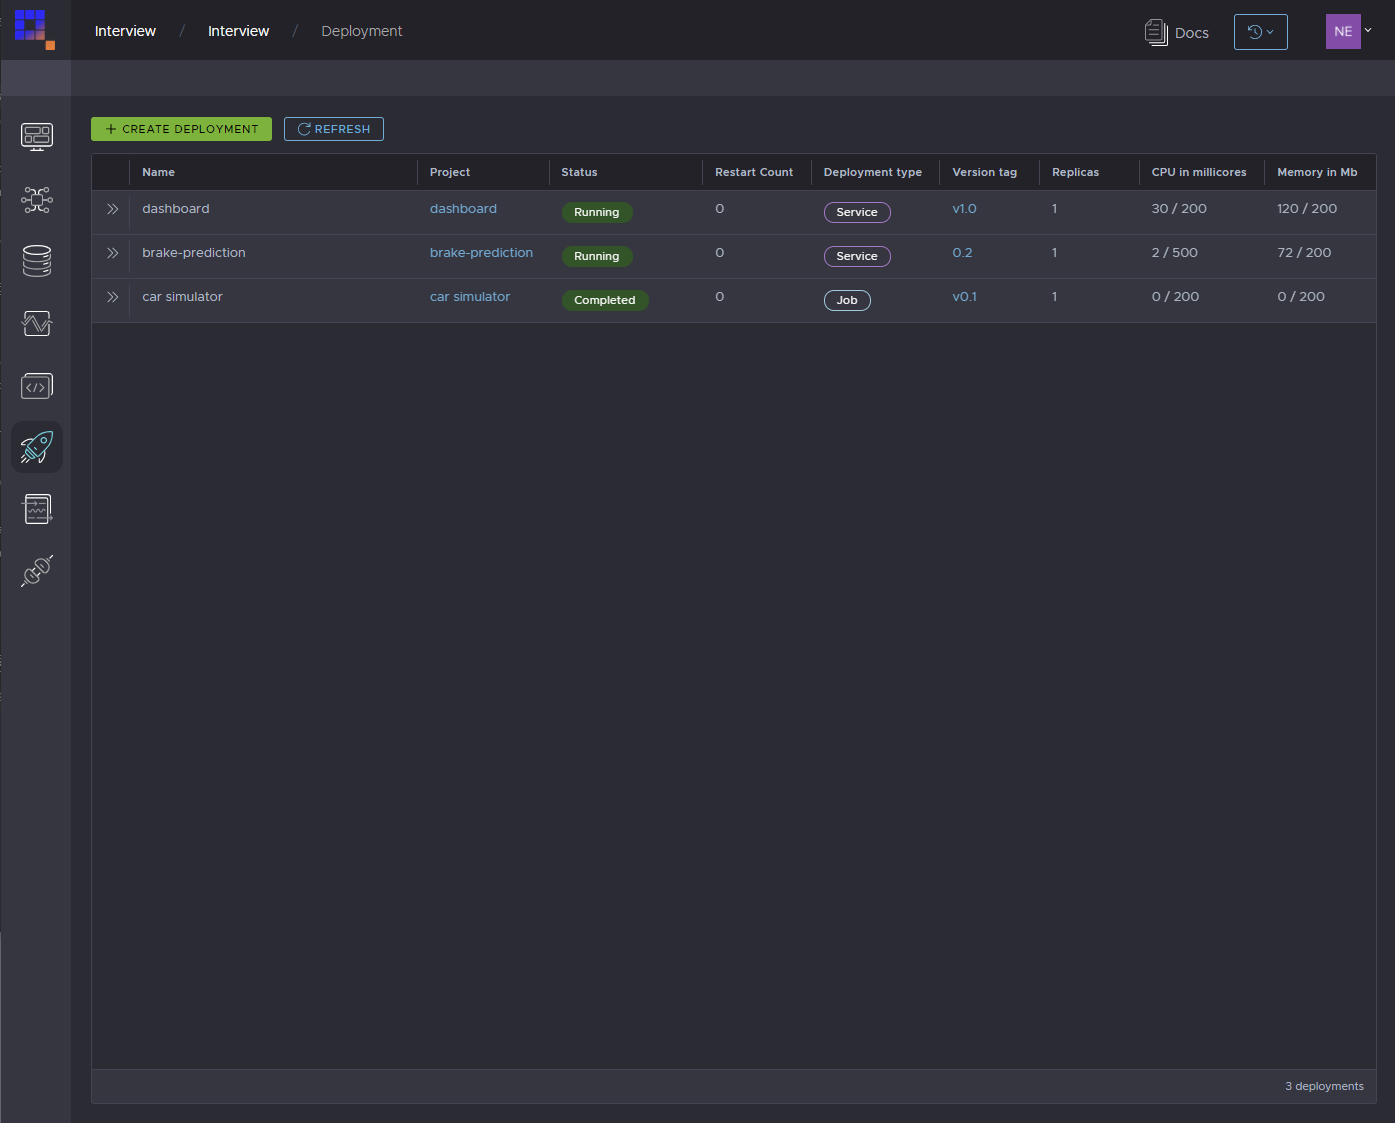 Interview / Interview / Deployment Docs NE
CREATE DEPLOYMENT REFRESH
Name Project Status Restart Count Deployment type Version tag Replicas CPU in millicores Memory in Mb
dashboard dashboard Running 0 Service v1.0 1 30 / 200 120 / 200
brake-prediction brake-prediction Running 0 Service 0.2 1 2 / 500 72 / 200
car simulator car simulator Completed 0 Job v0.1 1 0 / 200 0 / 200
3 deployments